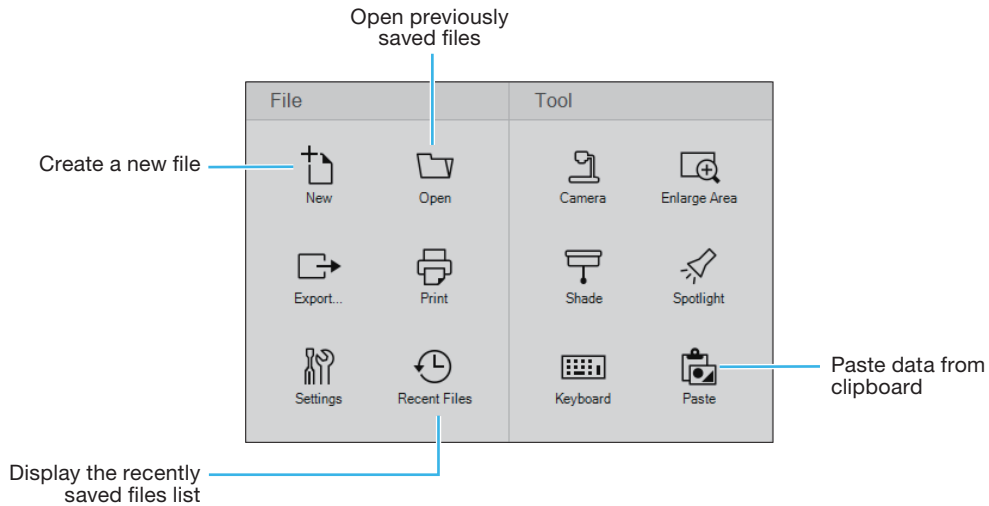 Open previously
saved files
File
Tool
Create a new file
New
Open
Camera
Enlarge Area
Export...
Print
Shade
Spotlight
Settings
Recent Files
Keyboard
Paste
Paste data from
clipboard
Display the recently
saved files list